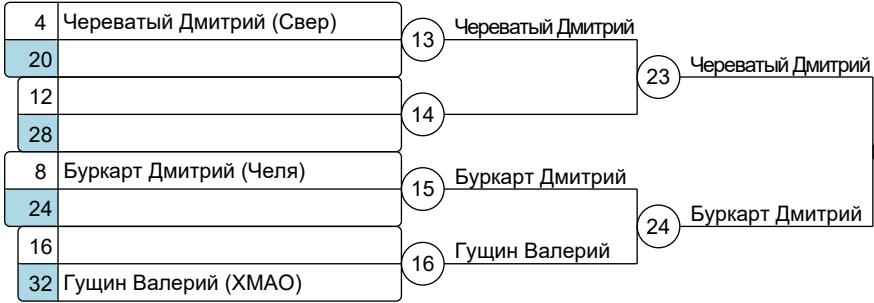 4 Череватый Дмитрий (Свер)
20
13 Череватый Дмитрий
23 Череватый Дмитрий
12
28
14
8 Буркарт Дмитрий (Челя)
24
15 Буркарт Дмитрий
24 Буркарт Дмитрий
16
32 Гущин Валерий (ХМАО)
16 Гущин Валерий